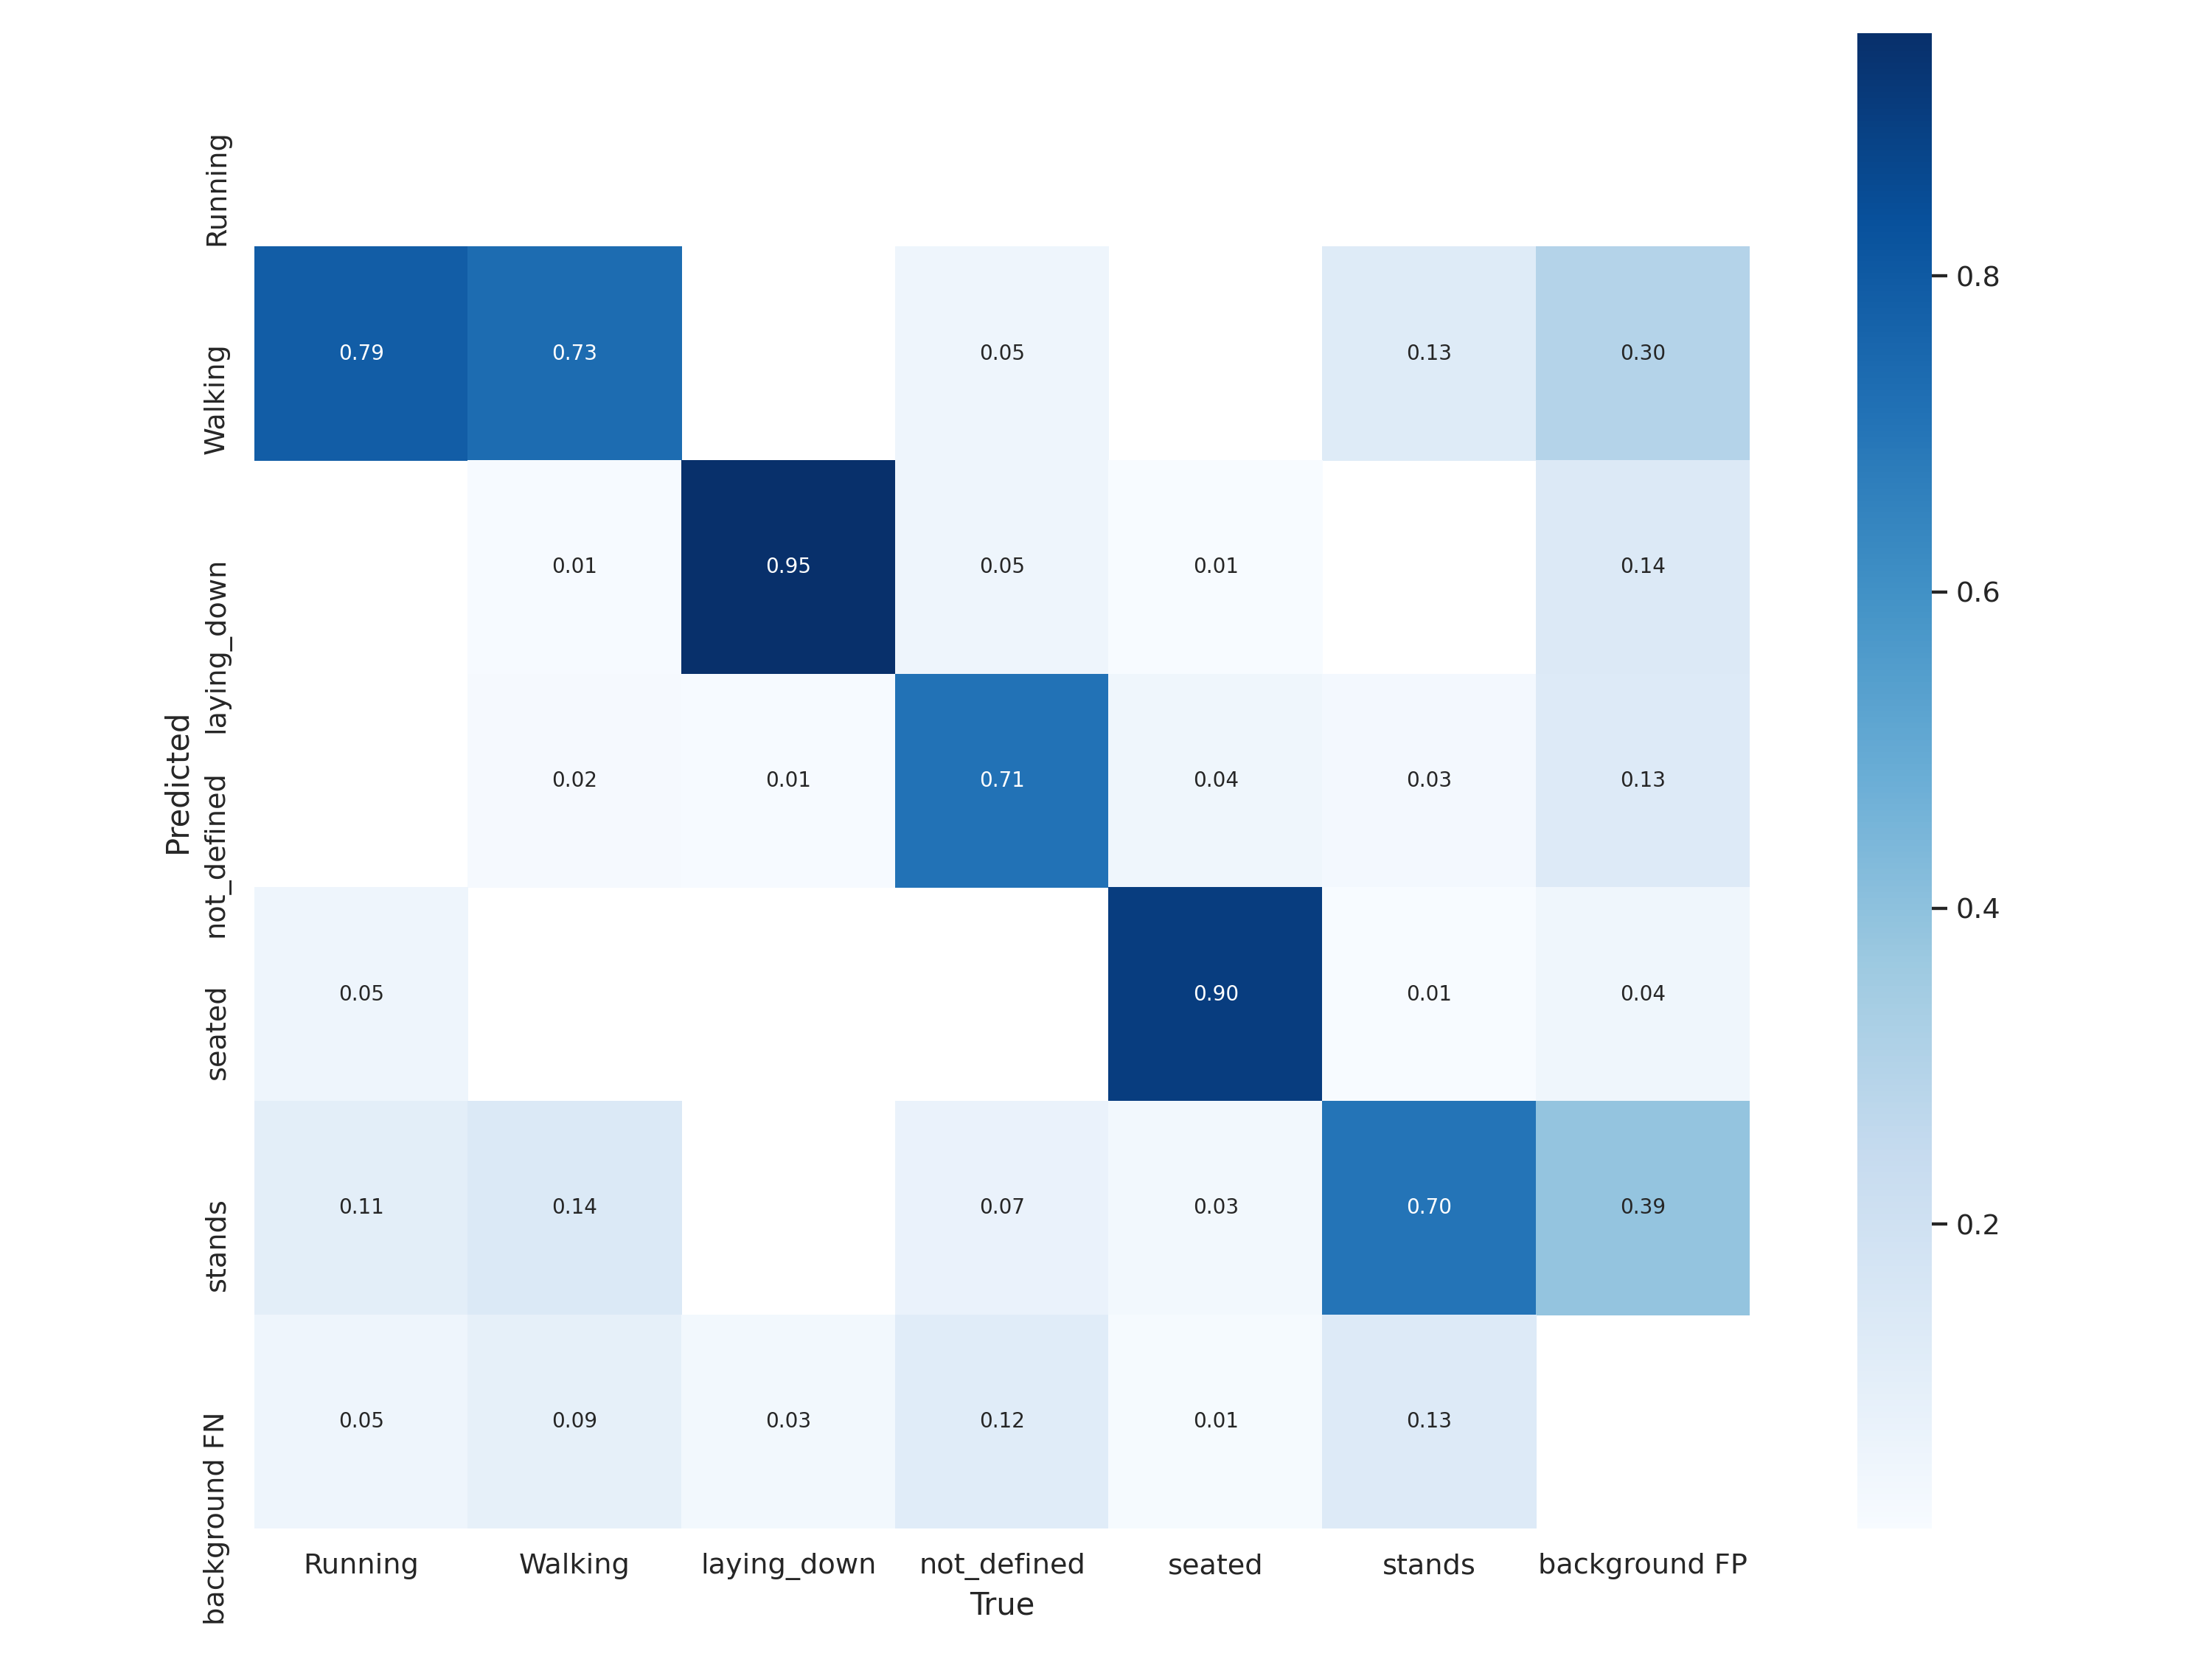 Predicted
Running
Walking 0.79 0.73 0.05 0.13 0.30
laying_down 0.01 0.95 0.05 0.01 0.14
not_defined 0.02 0.01 0.71 0.04 0.03 0.13
seated 0.05 0.90 0.01 0.04
stands 0.11 0.14 0.07 0.03 0.70 0.39
background FN 0.05 0.09 0.03 0.12 0.01 0.13
Running Walking laying_down not_defined seated stands background FP
True
0.8
0.6
0.4
0.2